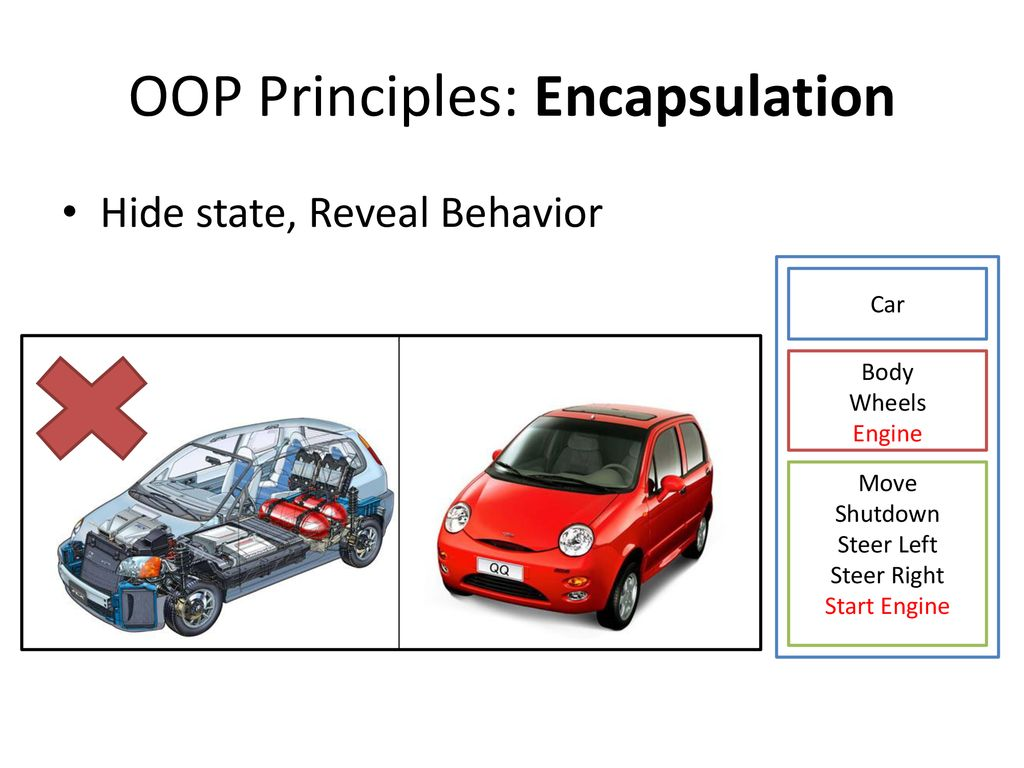 OOP Principles: Encapsulation
• Hide state, Reveal Behavior
Car
Body
Wheels
Engine
Move
Shutdown
Steer Left
Steer Right
Start Engine
QQ